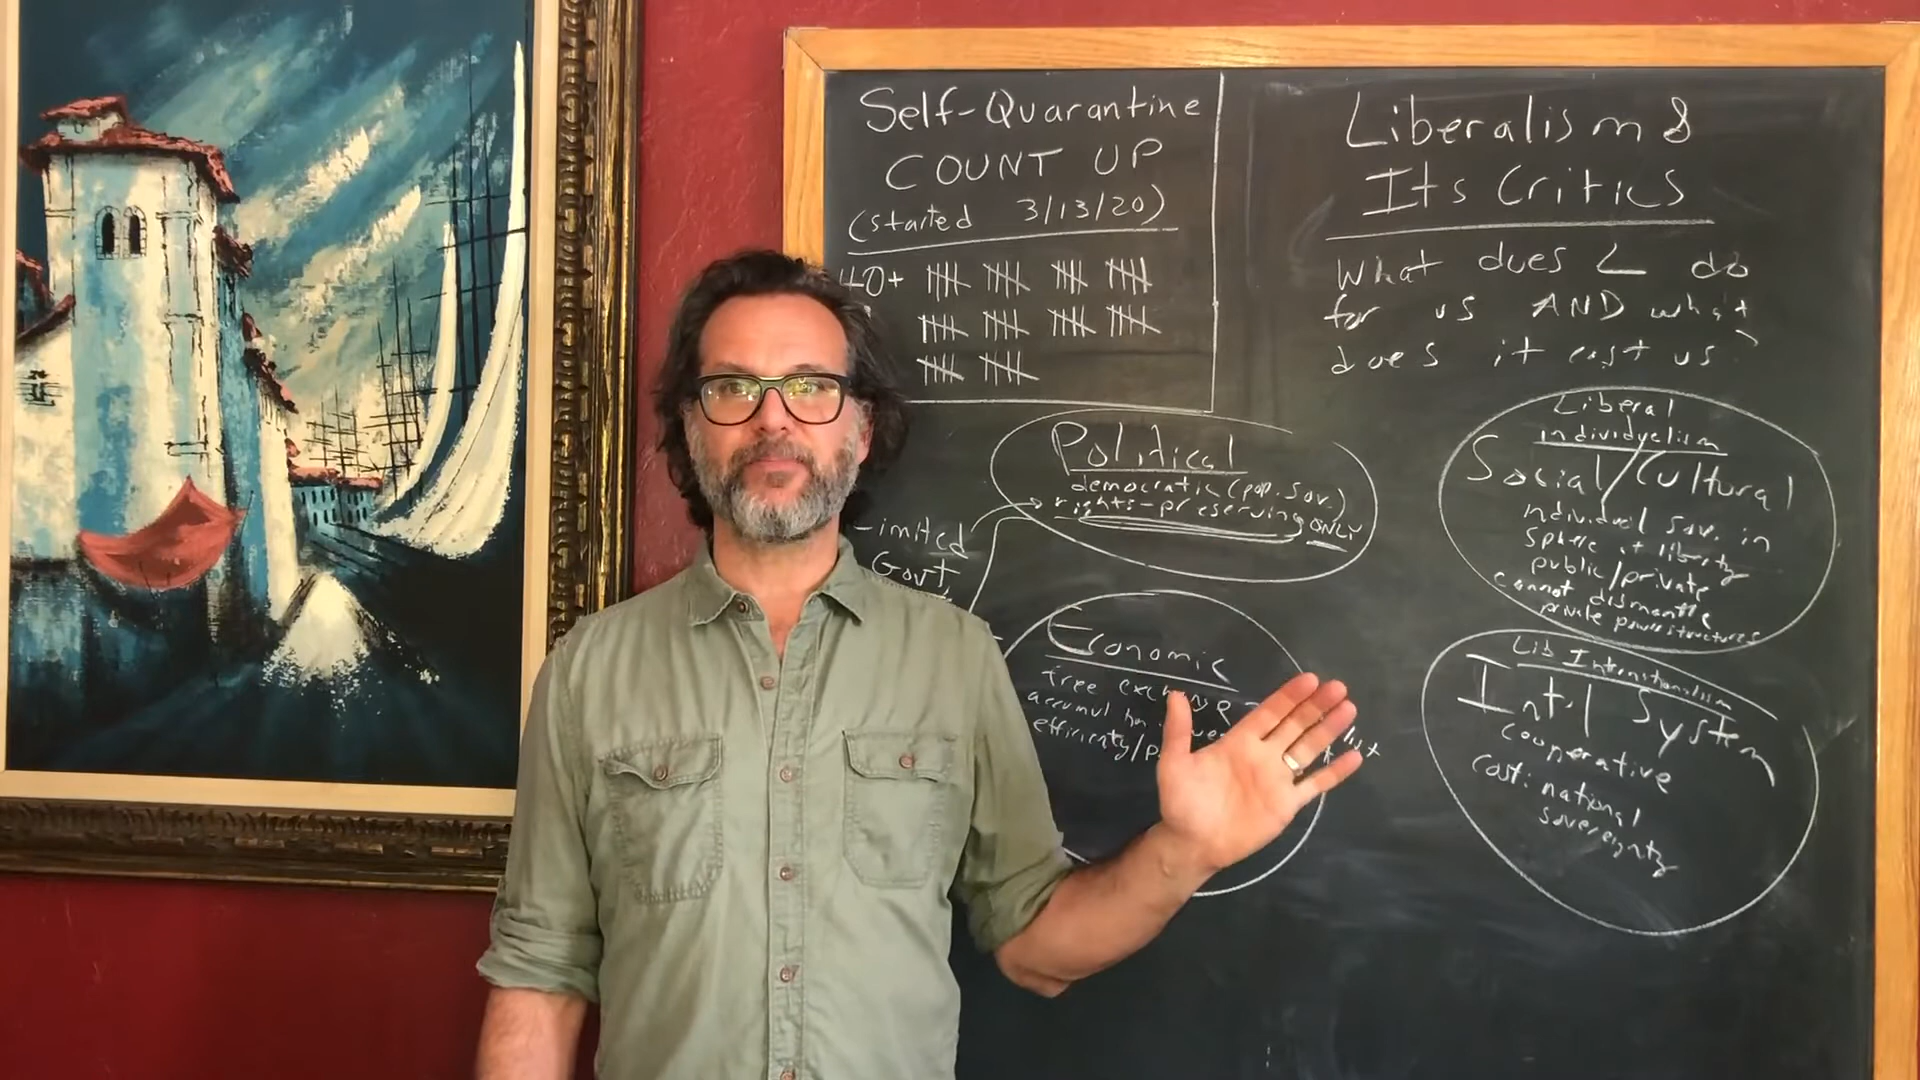 Self-Quarantine
COUNT UP
(started 3/13/20)
40+
Liberalism &
Its Critics
What does L do
for us AND what
does it cost us
Political
democratic (pop. Sov.)
rights-preserving ONLY
Gov't
Economic
free
efficiency/
Liberal
individualism
Social/Cultural
individual sov. in
sphere of liberty
public/private
cannot dismantle
private power structures
Lib Internationalism
Int'l System
cooperative
cost: national
sovereignty